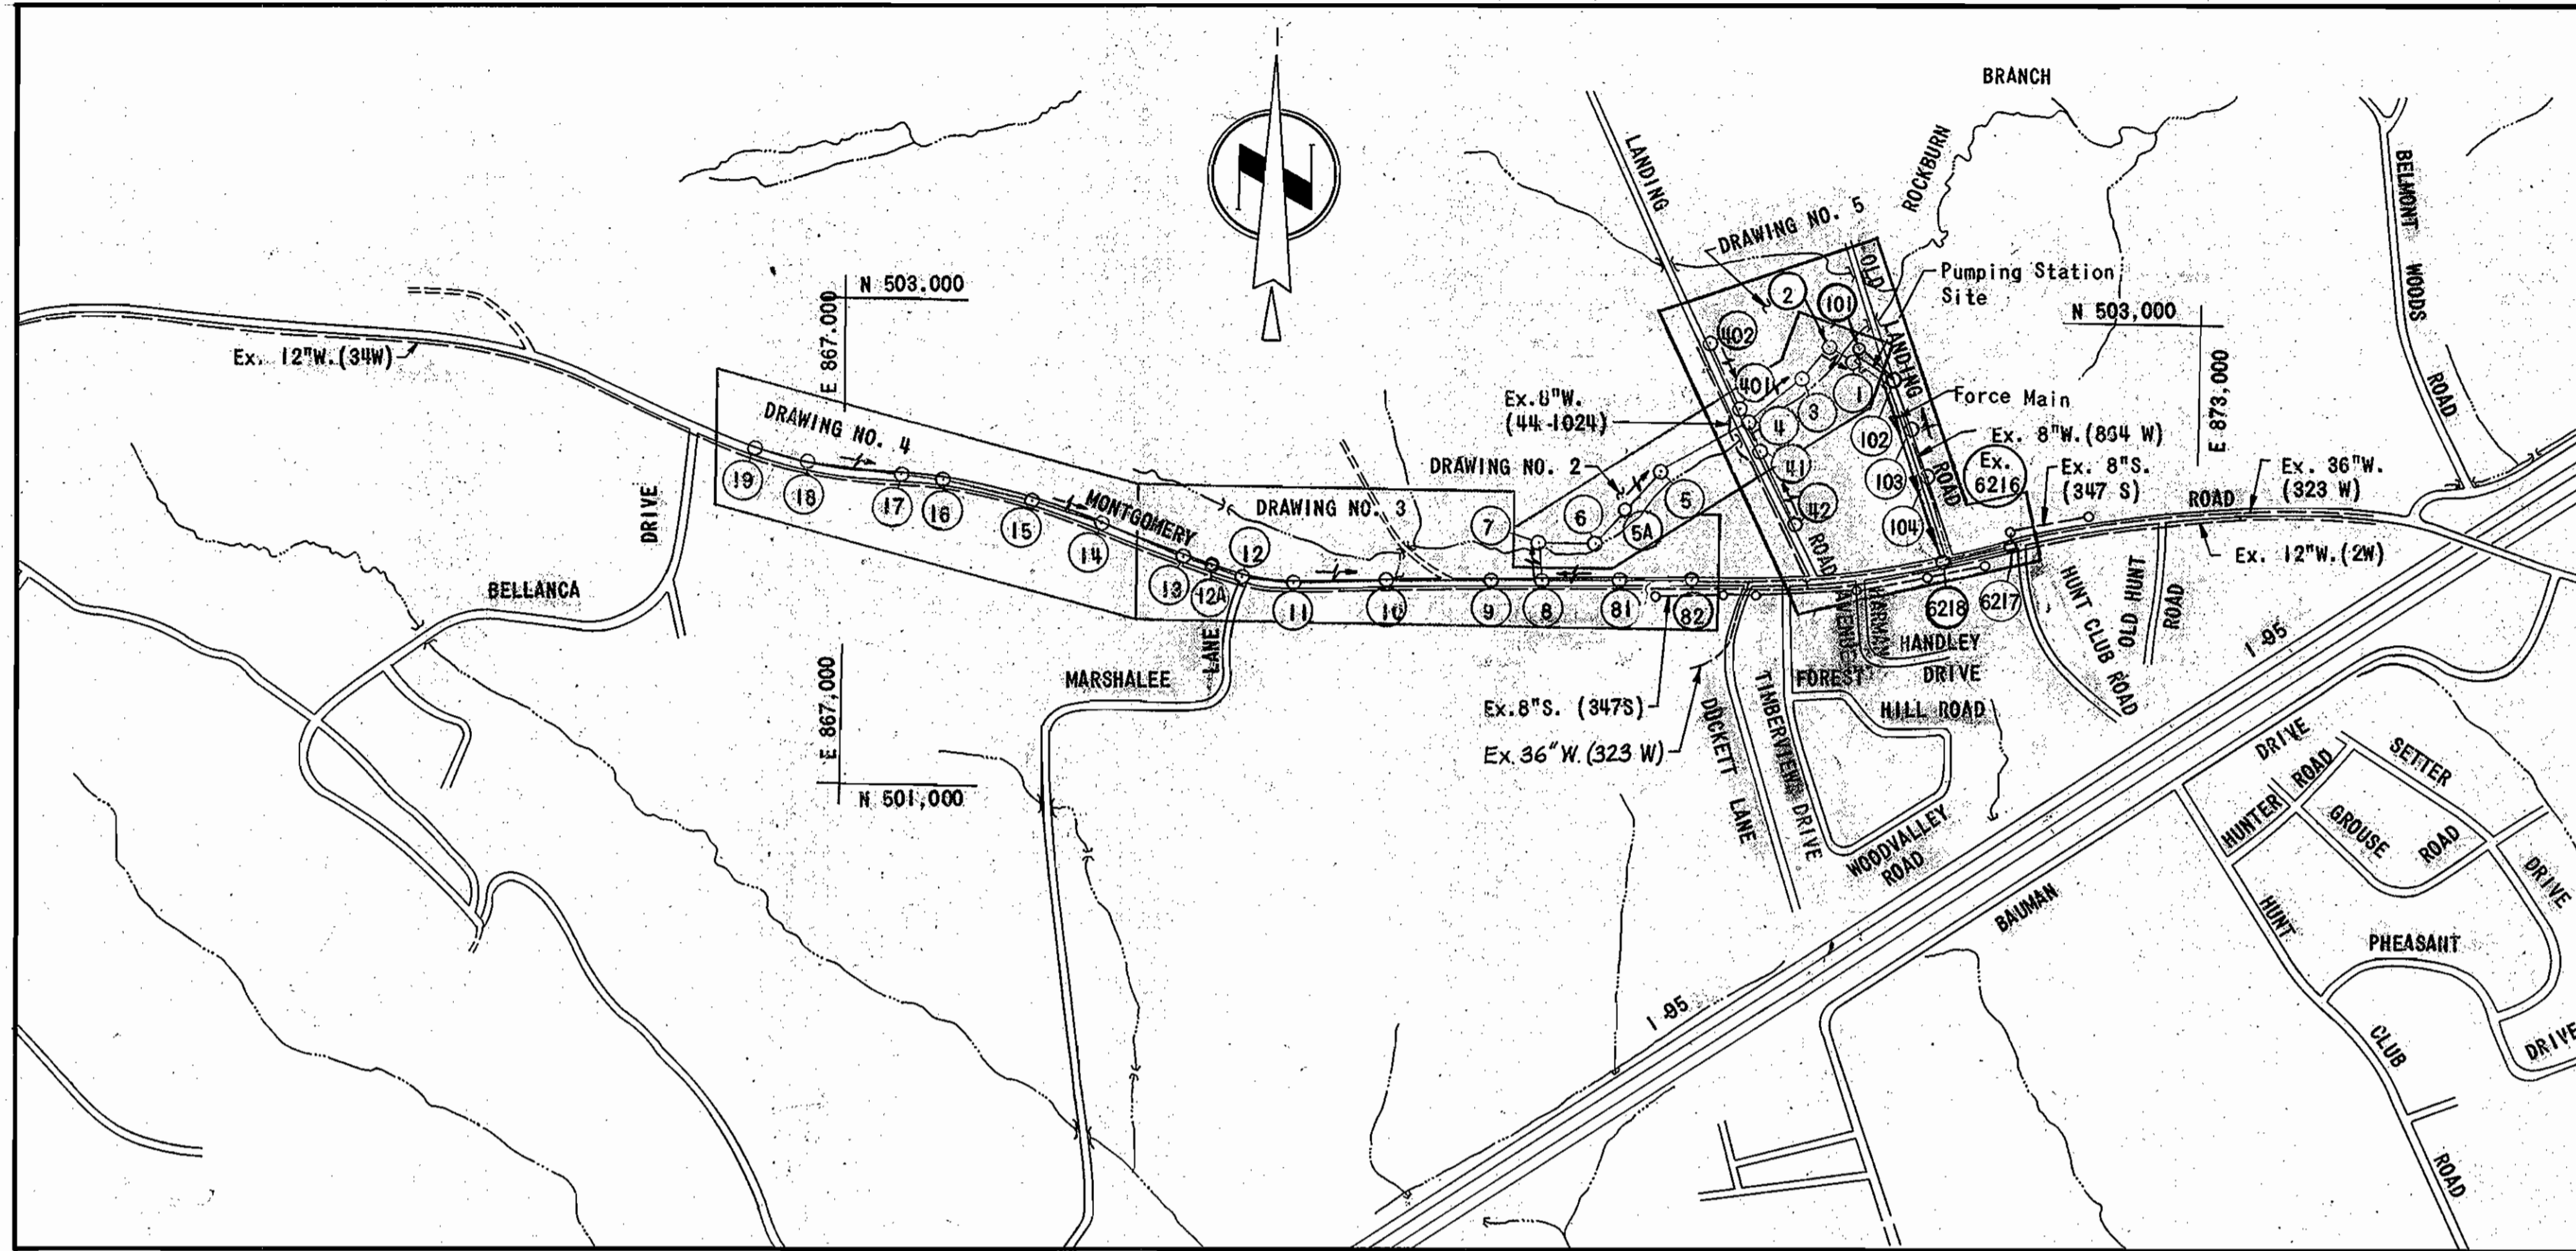 BRANCH
ROCKBURN
LANDING
BELMONT WOODS
ROAD
DRAWING NO. 5
OLD
LANDING
ROAD
Pumping Station
Site
N 503,000
E 873,000
N 503.000
E 867.000
Ex. 12"W.(34W)
N
2
101
402
401
1
3
4
102
41
103
42
104
Force Main
Ex. 8"W.(864 W)
Ex.
6216
Ex. 8"S.
(347 S)
ROAD
Ex. 36"W.
(323 W)
Ex. 12"W.(2W)
Ex.8"W.
(44-1024)
DRAWING NO. 2
DRAWING NO. 4
DRAWING NO. 3
MONTGOMERY
ROAD
19
18
17
16
15
14
13
12A
12
11
10
9
8
81
82
7
6
5A
5
6218
6217
DRIVE
BELLANCA
MARSHALEE
LANE
E 867,000
N 501,000
Ex.8"S. (347S)
Ex. 36"W.(323 W)
DUCKETT LANE
TIMBERVIEW DRIVE
HARMAN
AVENUE
HANDLEY
DRIVE
FOREST
HILL ROAD
WOODVALLEY
ROAD
HUNT CLUB ROAD
OLD HUNT
ROAD
I-95
I-95
BAUMAN
DRIVE
HUNTER ROAD
SETTER
DRIVE
GROUSE
ROAD
PHEASANT
DRIVE
HUNT
CLUB
ROAD